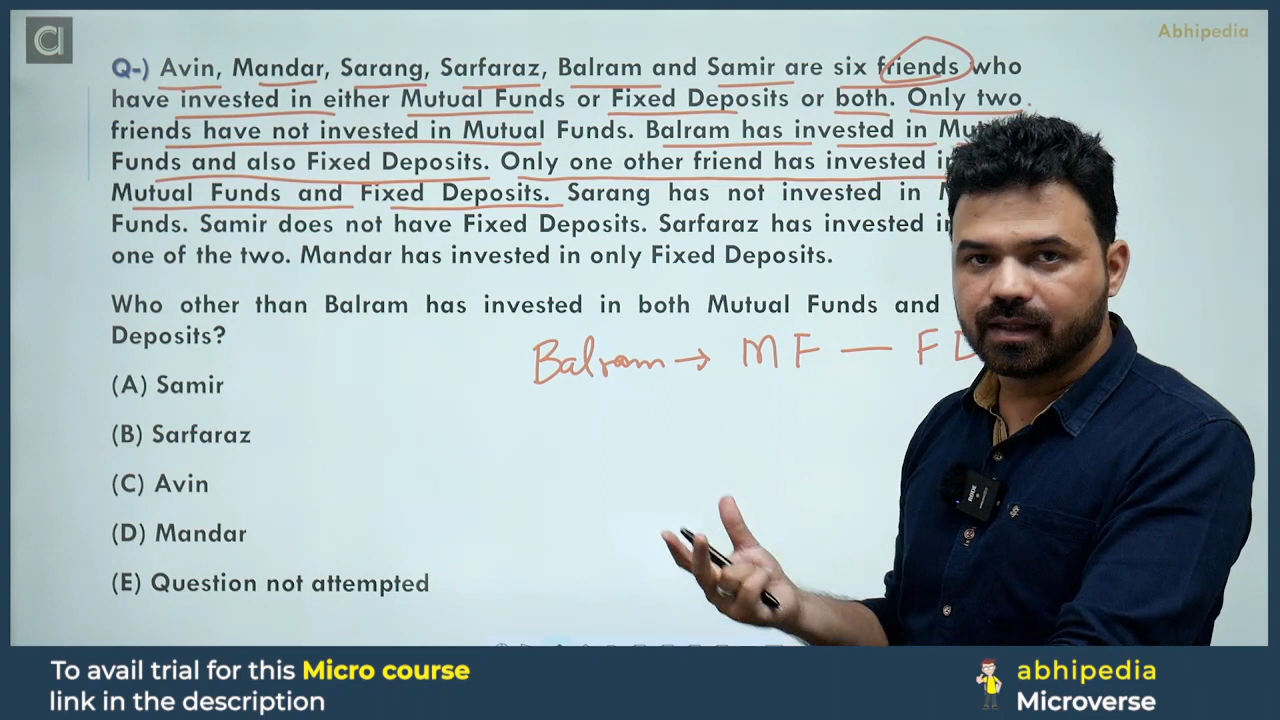 Abhipedia
Q-) Avin, Mandar, Sarang, Sarfaraz, Balram and Samir are six friends who
have invested in either Mutual Funds or Fixed Deposits or both. Only two
friends have not invested in Mutual Funds. Balram has invested in
Funds and also Fixed Deposits. Only one other friend has invested
Mutual Funds and Fixed Deposits. Sarang has not invested in
Funds. Samir does not have Fixed Deposits. Sarfaraz has invested
one of the two. Mandar has invested in only Fixed Deposits.
Who other than Balram has invested in both Mutual Funds and
Deposits?
Balram → MF — FD
(A) Samir
(B) Sarfaraz
(C) Avin
(D) Mandar
(E) Question not attempted
To avail trial for this Micro course
link in the description
abhipedia
Microverse